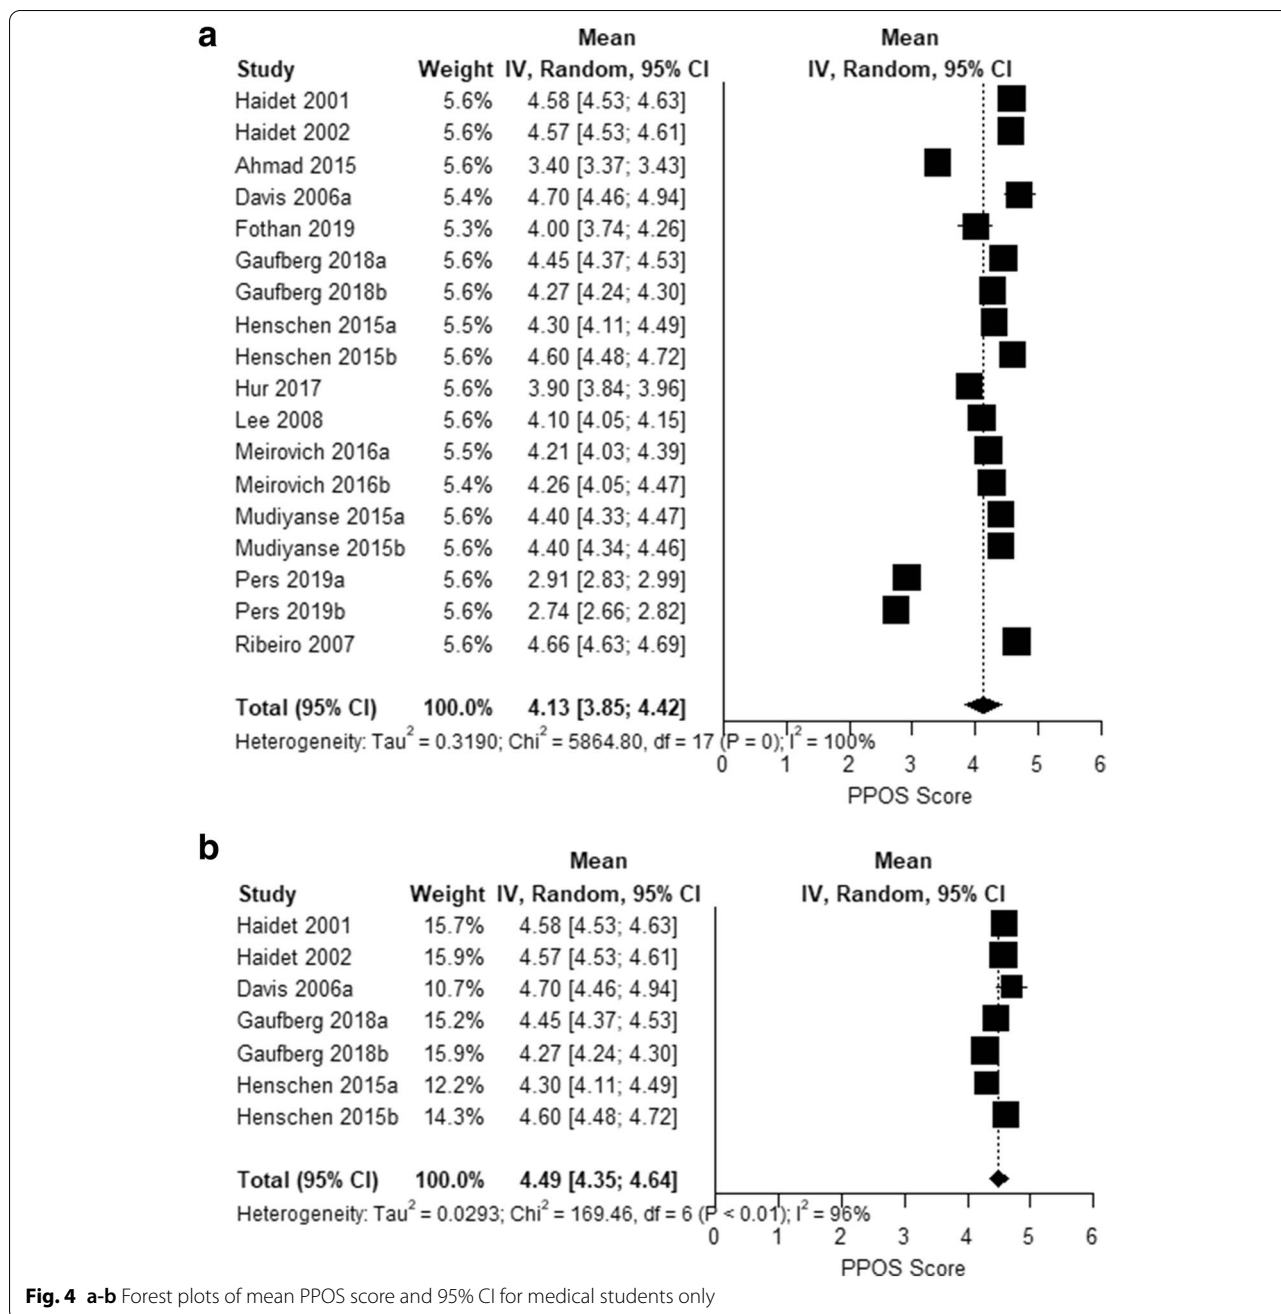 a
Mean Mean
Study Weight IV, Random, 95% CI IV, Random, 95% CI
Haidet 2001 5.6% 4.58 [4.53; 4.63]
Haidet 2002 5.6% 4.57 [4.53; 4.61]
Ahmad 2015 5.6% 3.40 [3.37; 3.43]
Davis 2006a 5.4% 4.70 [4.46; 4.94]
Fothan 2019 5.3% 4.00 [3.74; 4.26]
Gaufberg 2018a 5.6% 4.45 [4.37; 4.53]
Gaufberg 2018b 5.6% 4.27 [4.24; 4.30]
Henschen 2015a 5.5% 4.30 [4.11; 4.49]
Henschen 2015b 5.6% 4.60 [4.48; 4.72]
Hur 2017 5.6% 3.90 [3.84; 3.96]
Lee 2008 5.6% 4.10 [4.05; 4.15]
Meirovich 2016a 5.5% 4.21 [4.03; 4.39]
Meirovich 2016b 5.4% 4.26 [4.05; 4.47]
Mudiyanse 2015a 5.6% 4.40 [4.33; 4.47]
Mudiyanse 2015b 5.6% 4.40 [4.34; 4.46]
Pers 2019a 5.6% 2.91 [2.83; 2.99]
Pers 2019b 5.6% 2.74 [2.66; 2.82]
Ribeiro 2007 5.6% 4.66 [4.63; 4.69]
Total (95% CI) 100.0% 4.13 [3.85; 4.42]
Heterogeneity: Tau² = 0.3190; Chi² = 5864.80, df = 17 (P = 0); I² = 100%
0 1 2 3 4 5 6
PPOS Score
b
Mean Mean
Study Weight IV, Random, 95% CI IV, Random, 95% CI
Haidet 2001 15.7% 4.58 [4.53; 4.63]
Haidet 2002 15.9% 4.57 [4.53; 4.61]
Davis 2006a 10.7% 4.70 [4.46; 4.94]
Gaufberg 2018a 15.2% 4.45 [4.37; 4.53]
Gaufberg 2018b 15.9% 4.27 [4.24; 4.30]
Henschen 2015a 12.2% 4.30 [4.11; 4.49]
Henschen 2015b 14.3% 4.60 [4.48; 4.72]
Total (95% CI) 100.0% 4.49 [4.35; 4.64]
Heterogeneity: Tau² = 0.0293; Chi² = 169.46, df = 6 (P < 0.01); I² = 96%
0 1 2 3 4 5 6
PPOS Score
Fig. 4 a-b Forest plots of mean PPOS score and 95% CI for medical students only